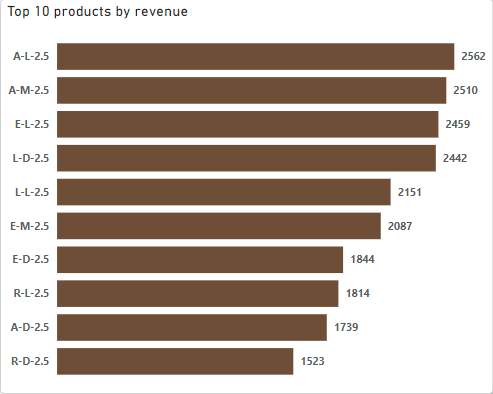 Top 10 products by revenue
A-L-2.5 2562
A-M-2.5 2510
E-L-2.5 2459
L-D-2.5 2442
L-L-2.5 2151
E-M-2.5 2087
E-D-2.5 1844
R-L-2.5 1814
A-D-2.5 1739
R-D-2.5 1523